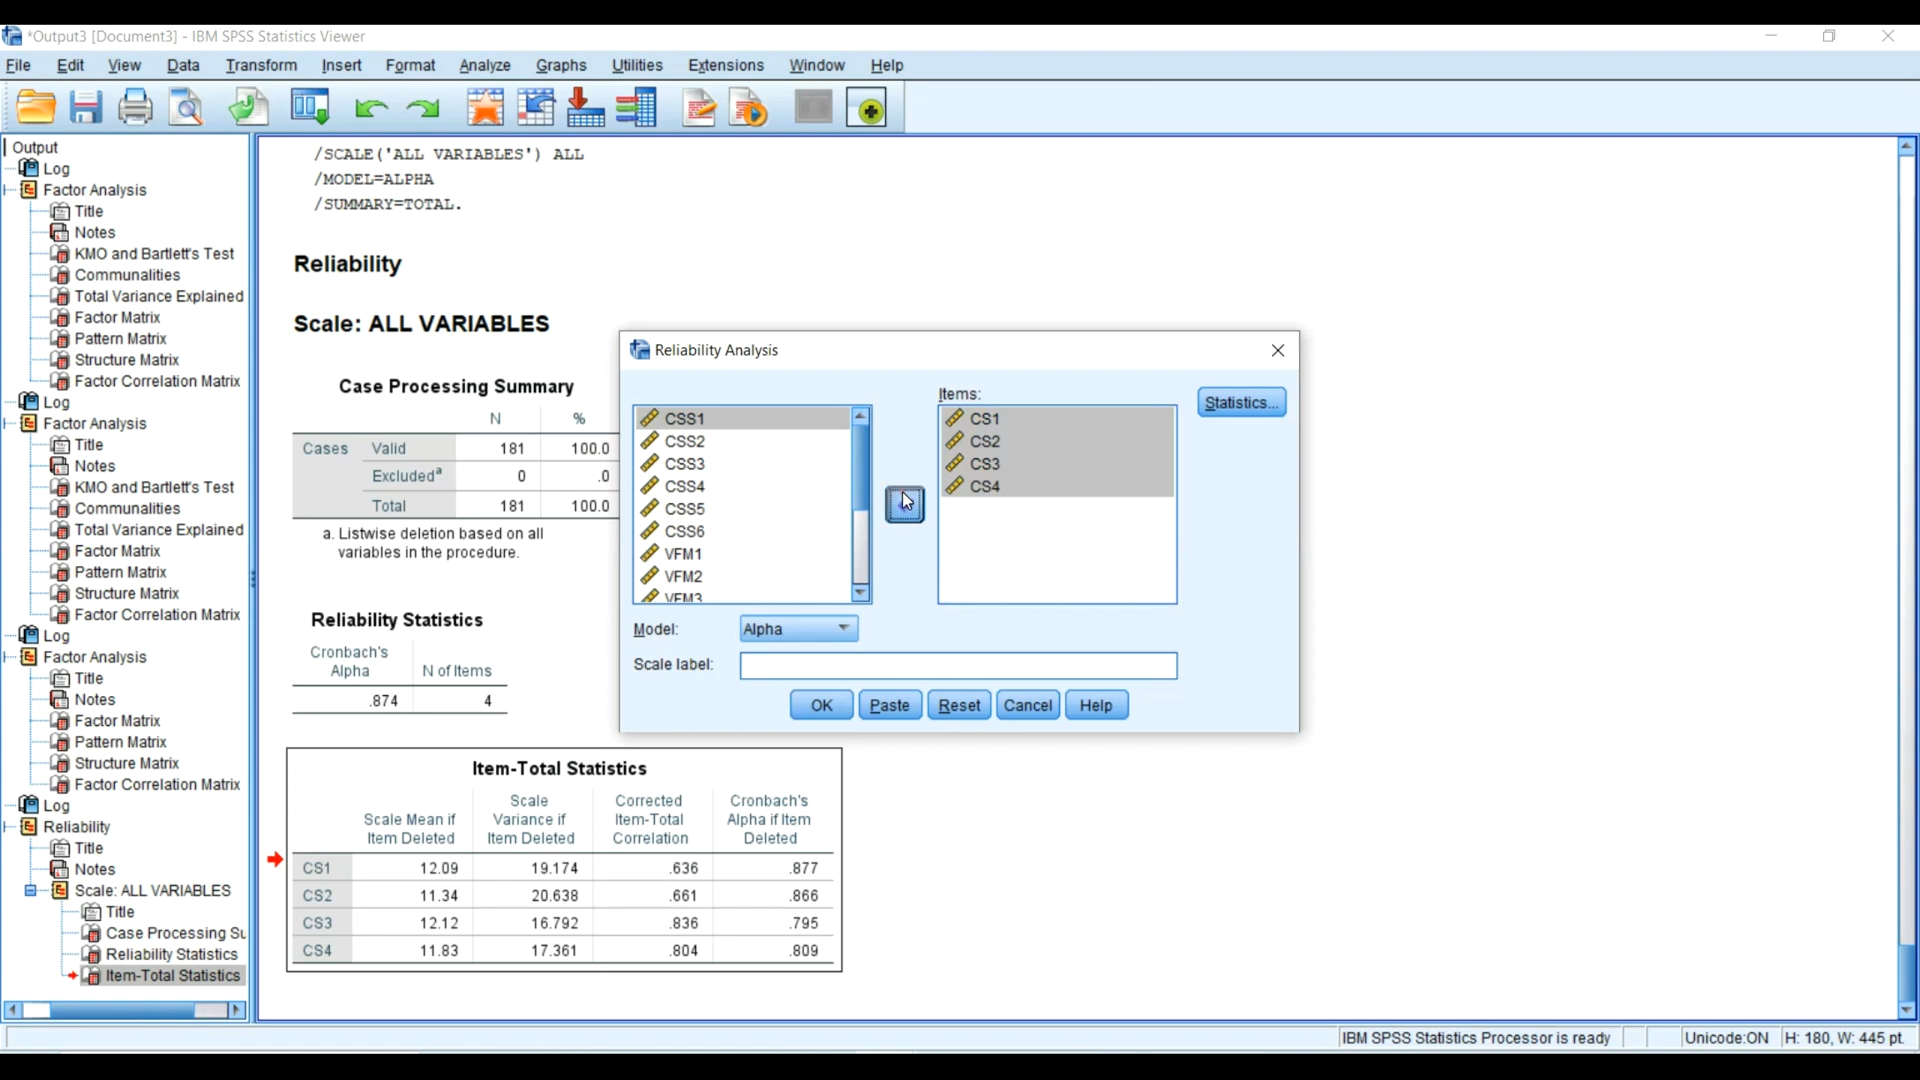 *Output3 [Document3] - IBM SPSS Statistics Viewer
File Edit View Data Transform Insert Format Analyze Graphs Utilities Extensions Window Help
Output
Log
Factor Analysis
Title
Notes
KMO and Bartlett's Test
Communalities
Total Variance Explained
Factor Matrix
Pattern Matrix
Structure Matrix
Factor Correlation Matrix
Log
Factor Analysis
Title
Notes
KMO and Bartlett's Test
Communalities
Total Variance Explained
Factor Matrix
Pattern Matrix
Structure Matrix
Factor Correlation Matrix
Log
Factor Analysis
Title
Notes
Factor Matrix
Pattern Matrix
Structure Matrix
Factor Correlation Matrix
Log
Reliability
Title
Notes
Scale: ALL VARIABLES
Title
Case Processing Su
Reliability Statistics
Item-Total Statistics
/SCALE('ALL VARIABLES') ALL
/MODEL=ALPHA
/SUMMARY=TOTAL.
Reliability
Scale: ALL VARIABLES
Case Processing Summary
N %
Cases Valid 181 100.0
Excludedᵃ 0 .0
Total 181 100.0
a. Listwise deletion based on all
variables in the procedure.
Reliability Statistics
Cronbach's
Alpha N of Items
.874 4
Item-Total Statistics
Scale Mean if
Item Deleted
Scale
Variance if
Item Deleted
Corrected
Item-Total
Correlation
Cronbach's
Alpha if Item
Deleted
CS1 12.09 19.174 .636 .877
CS2 11.34 20.638 .661 .866
CS3 12.12 16.792 .836 .795
CS4 11.83 17.361 .804 .809
Reliability Analysis
CSS1
CSS2
CSS3
CSS4
CSS5
CSS6
VFM1
VFM2
VFM3
Items:
CS1
CS2
CS3
CS4
Statistics...
Model: Alpha
Scale label:
OK Paste Reset Cancel Help
IBM SPSS Statistics Processor is ready Unicode:ON H: 180, W: 445 pt.